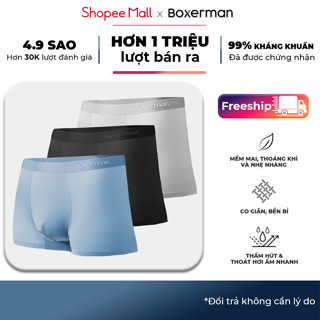 Shopee Mall x Boxerman
4.9 SAO
Hơn 30K lượt đánh giá
HƠN 1 TRIỆU
lượt bán ra
99% KHÁNG KHUẨN
Đã được chứng nhận
Freeship
MỀM MẠI, THOÁNG KHÍ
VÀ NHẸ NHÀNG
CO GIÃN, BỀN BỈ
THẤM HÚT &
THOÁT HƠI ẨM NHANH
*Đổi trả không cần lý do